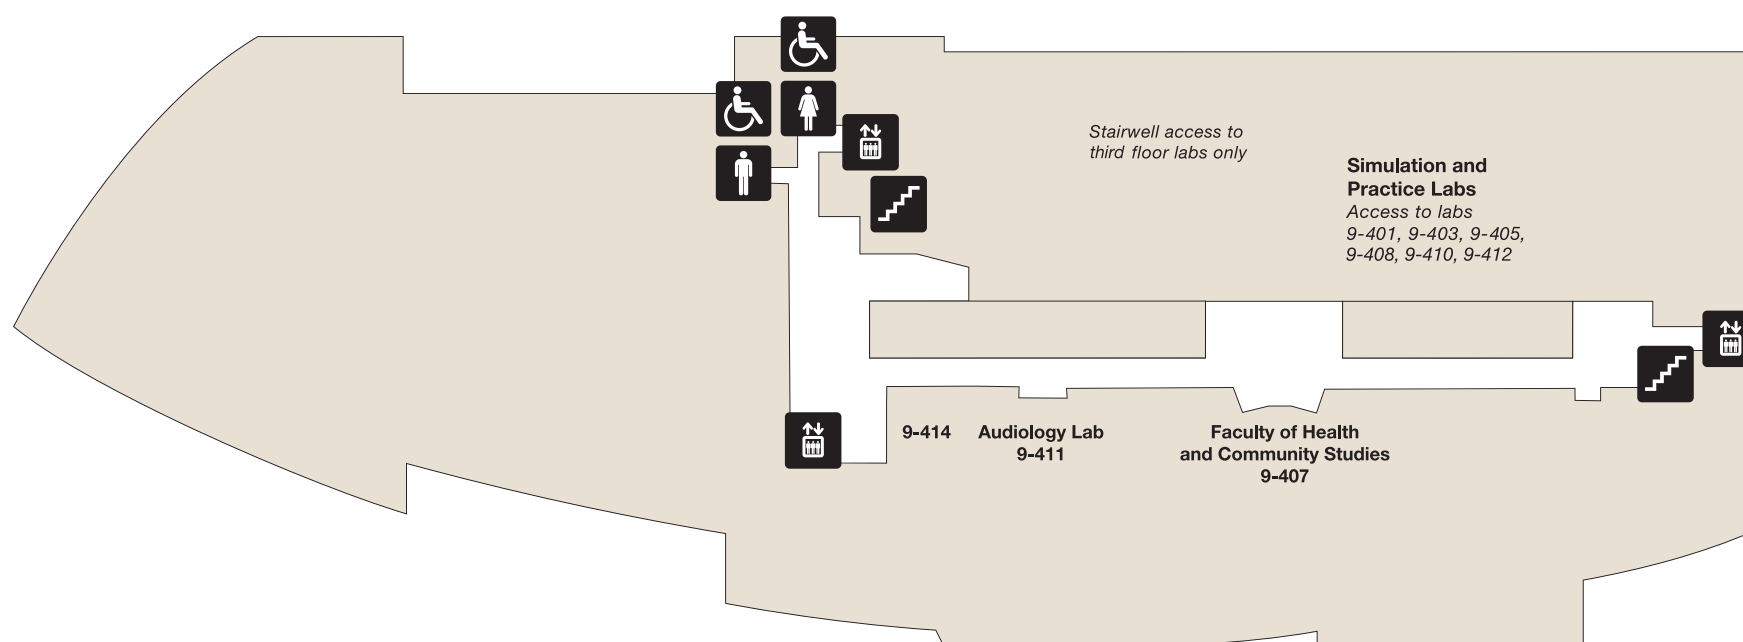 Stairwell access to
third floor labs only
Simulation and
Practice Labs
Access to labs
9-401, 9-403, 9-405,
9-408, 9-410, 9-412
9-414
Audiology Lab
9-411
Faculty of Health
and Community Studies
9-407